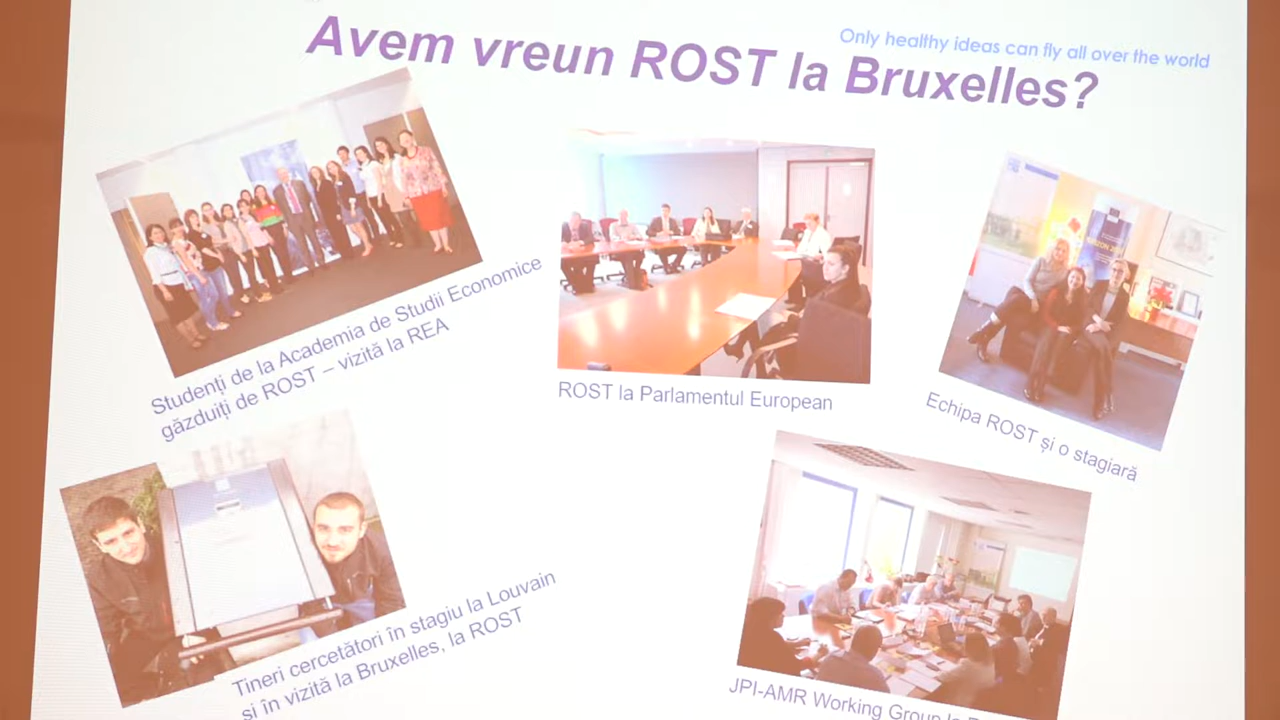 Only healthy ideas can fly all over the world
Avem vreun ROST la Bruxelles?
Studenți de la Academia de Studii Economice
găzduiți de ROST – vizită la REA
ROST la Parlamentul European
Echipa ROST și o stagiară
Tineri cercetători în stagiu la Louvain
și în vizită la Bruxelles, la ROST
JPI-AMR Working Group la